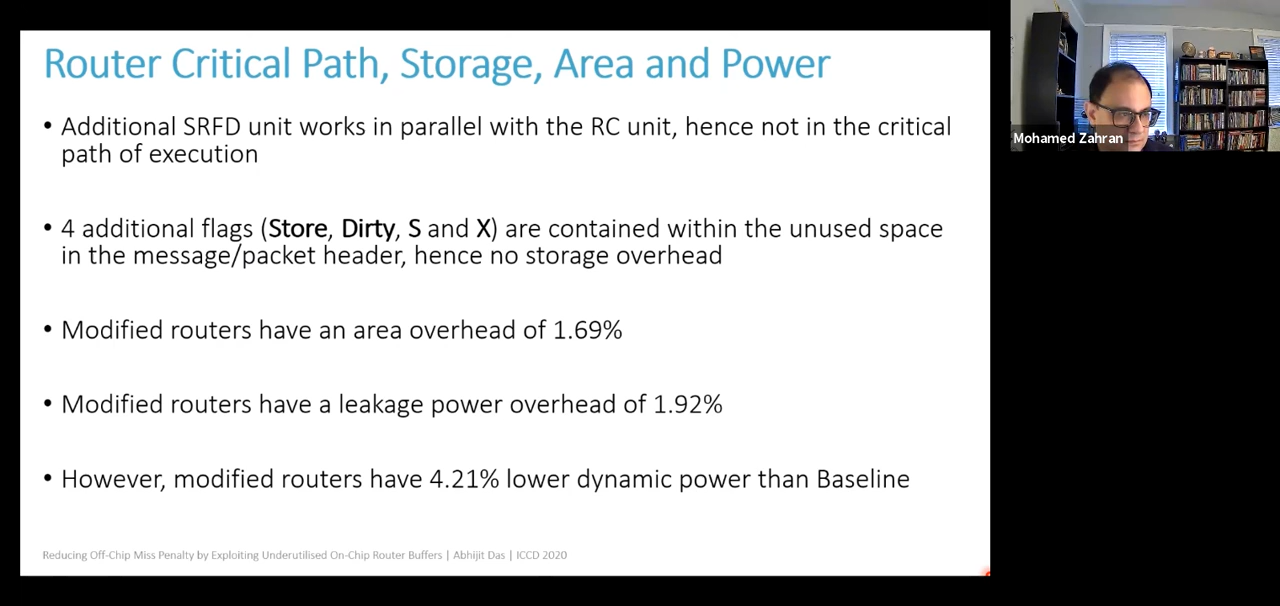 Router Critical Path, Storage, Area and Power
• Additional SRFD unit works in parallel with the RC unit, hence not in the critical
path of execution
• 4 additional flags (Store, Dirty, S and X) are contained within the unused space
in the message/packet header, hence no storage overhead
• Modified routers have an area overhead of 1.69%
• Modified routers have a leakage power overhead of 1.92%
• However, modified routers have 4.21% lower dynamic power than Baseline
Reducing Off-Chip Miss Penalty by Exploiting Underutilised On-Chip Router Buffers | Abhijit Das | ICCD 2020
Mohamed Zahran